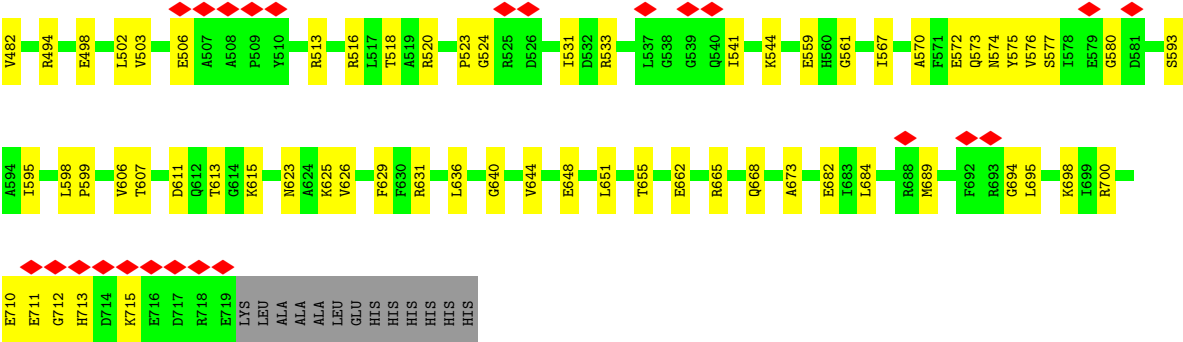 V482 R494 E498 L502 V503 E506 A507 A508 P509 Y510 R513 R516 L517 T518 A519 R520 P523 G524 R525 D526 I531 D532 R533 L537 G538 G539 Q540 I541 K544 E559 H560 G561 I567 A570 F571 E572 Q573 N574 Y575 V576 S577 I578 E579 G580 D581 S593
A594 I595 L598 P599 V606 T607 D611 Q612 T613 G614 K615 N623 A624 K625 V626 F629 F630 R631 L636 G640 V644 E648 L651 T655 E662 R665 Q668 A673 E682 I683 L684 R688 M689 F692 R693 G694 L695 K698 I699 R700
E710 E711 G712 H713 D714 K715 E716 D717 R718 E719 LYS LEU ALA ALA ALA LEU GLU HIS HIS HIS HIS HIS HIS